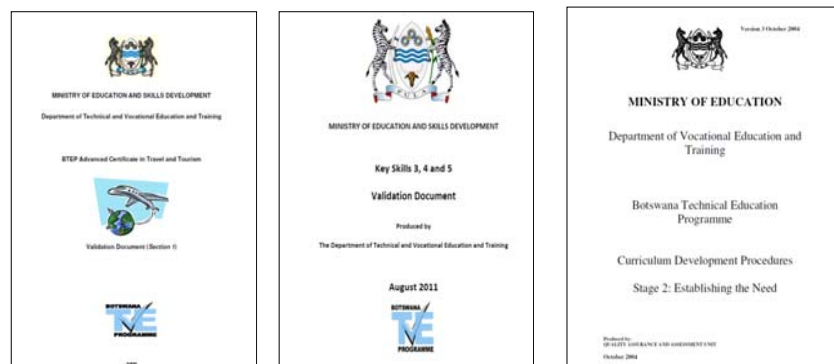 MINISTRY OF EDUCATION AND SKILLS DEVELOPMENT
Department of Technical and Vocational Education and Training
BTEP Advanced Certificate in Travel and Tourism
Validation Document (Section 1)
BOTSWANA
TVE
PROGRAMME
PULA
MINISTRY OF EDUCATION AND SKILLS DEVELOPMENT
Key Skills 3, 4 and 5
Validation Document
Produced by
The Department of Technical and Vocational Education and Training
August 2011
BOTSWANA
TVE
PROGRAMME
Version 3 October 2004
MINISTRY OF EDUCATION
Department of Vocational Education and
Training
Botswana Technical Education
Programme
Curriculum Development Procedures
Stage 2: Establishing the Need
Produced by:
QUALITY ASSURANCE AND ASSESSMENT UNIT
October 2004